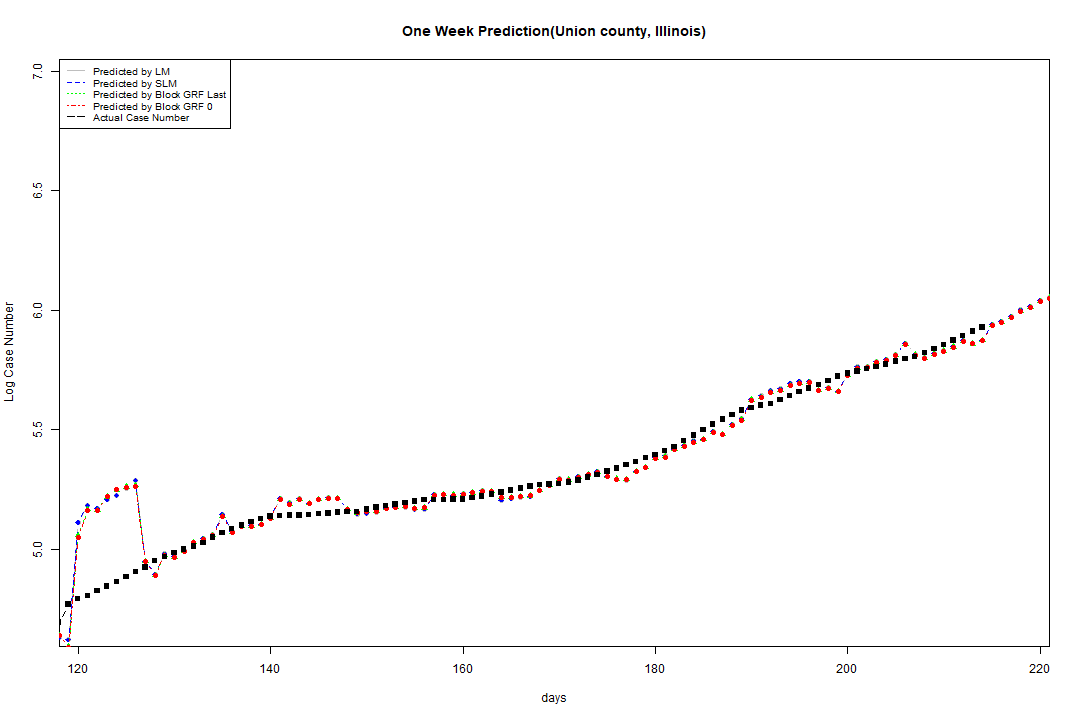 One Week Prediction(Union county, Illinois)
Predicted by LM
Predicted by SLM
Predicted by Block GRF Last
Predicted by Block GRF 0
Actual Case Number
7.0
6.5
6.0
5.5
5.0
Log Case Number
120 140 160 180 200 220
days